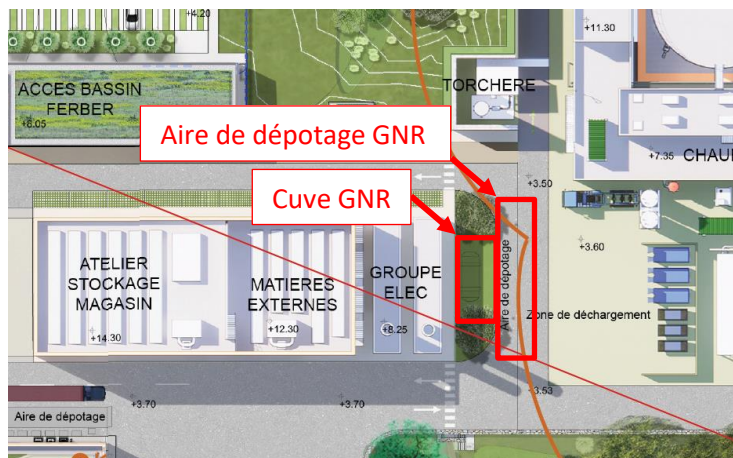 +4.20
+11.30
ACCES BASSIN
FERBER
+8.05
TORCHERE
Aire de dépotage GNR
+7.35
CHAU
+3.50
Cuve GNR
+3.60
ATELIER
STOCKAGE
MAGASIN
+14.30
MATIERES
EXTERNES
+12.30
GROUPE
ELEC
+8.25
Aire de dépotage
Zone de déchargement
+3.53
+3.70
+3.70
Aire de dépotage